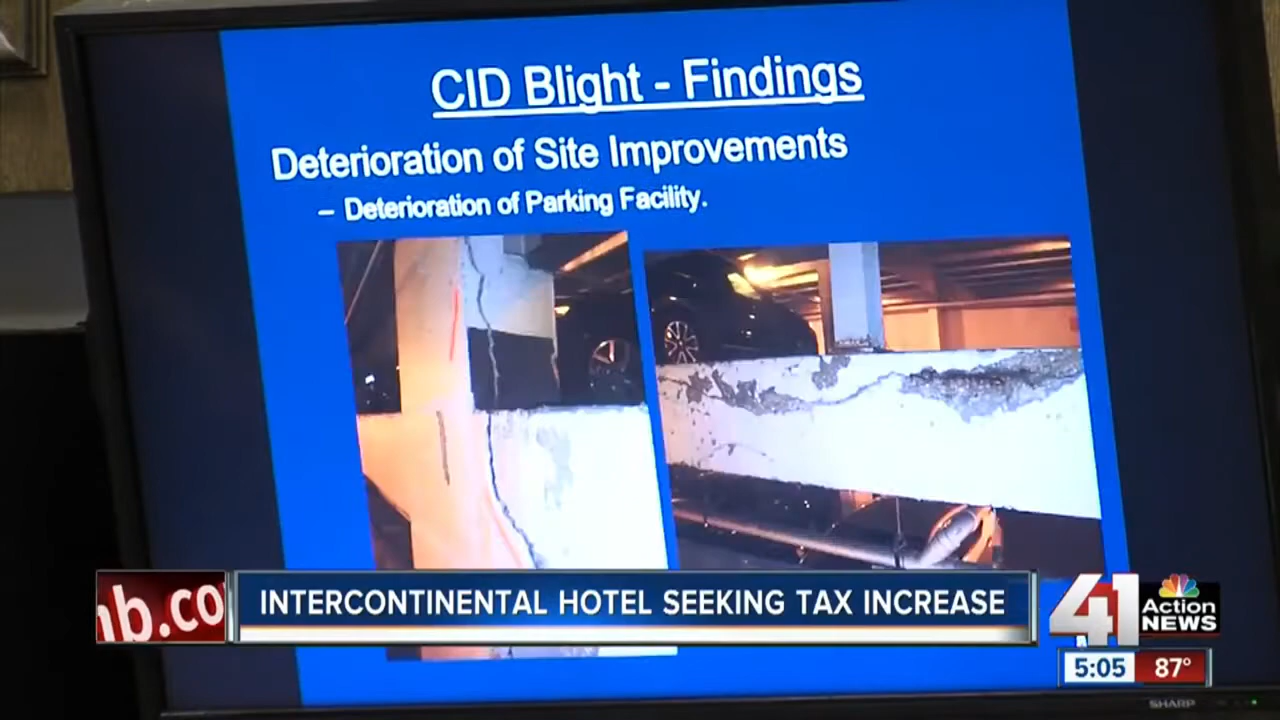 CID Blight - Findings
Deterioration of Site Improvements
– Deterioration of Parking Facility.
nb.co
INTERCONTINENTAL HOTEL SEEKING TAX INCREASE
41 Action NEWS
5:05 87°
SHARP